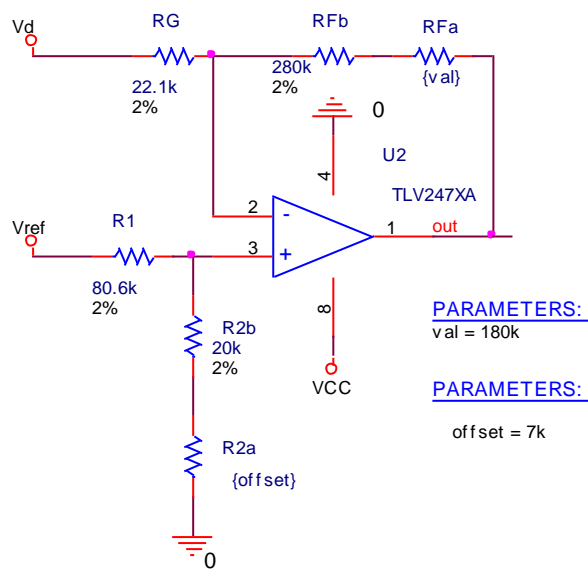 Vd
RG
22.1k
2%
RFb
280k
2%
RFa
{val}
0
U2
TLV247XA
4
2
-
1
out
3
+
8
VCC
Vref
R1
80.6k
2%
R2b
20k
2%
R2a
{offset}
0
PARAMETERS:
val = 180k
PARAMETERS:
offset = 7k